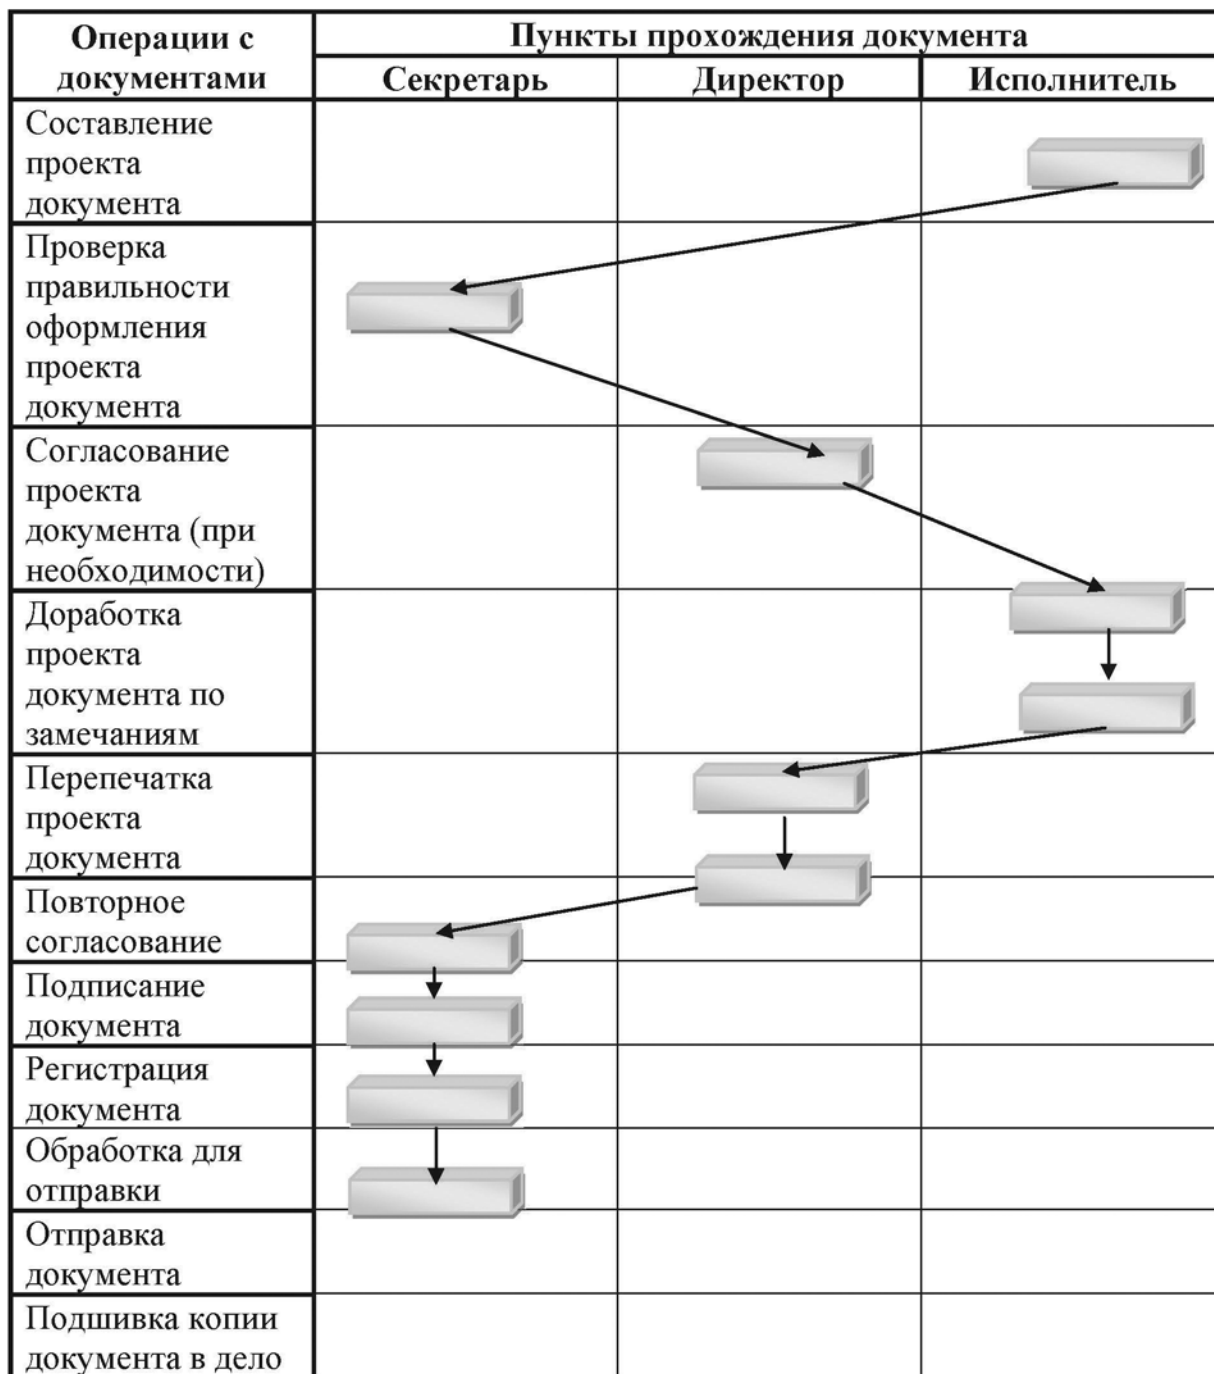 Операции с
документами
Пункты прохождения документа
Секретарь
Директор
Исполнитель
Составление
проекта
документа
Проверка
правильности
оформления
проекта
документа
Согласование
проекта
документа (при
необходимости)
Доработка
проекта
документа по
замечаниям
Перепечатка
проекта
документа
Повторное
согласование
Подписание
документа
Регистрация
документа
Обработка для
отправки
Отправка
документа
Подшивка копии
документа в дело